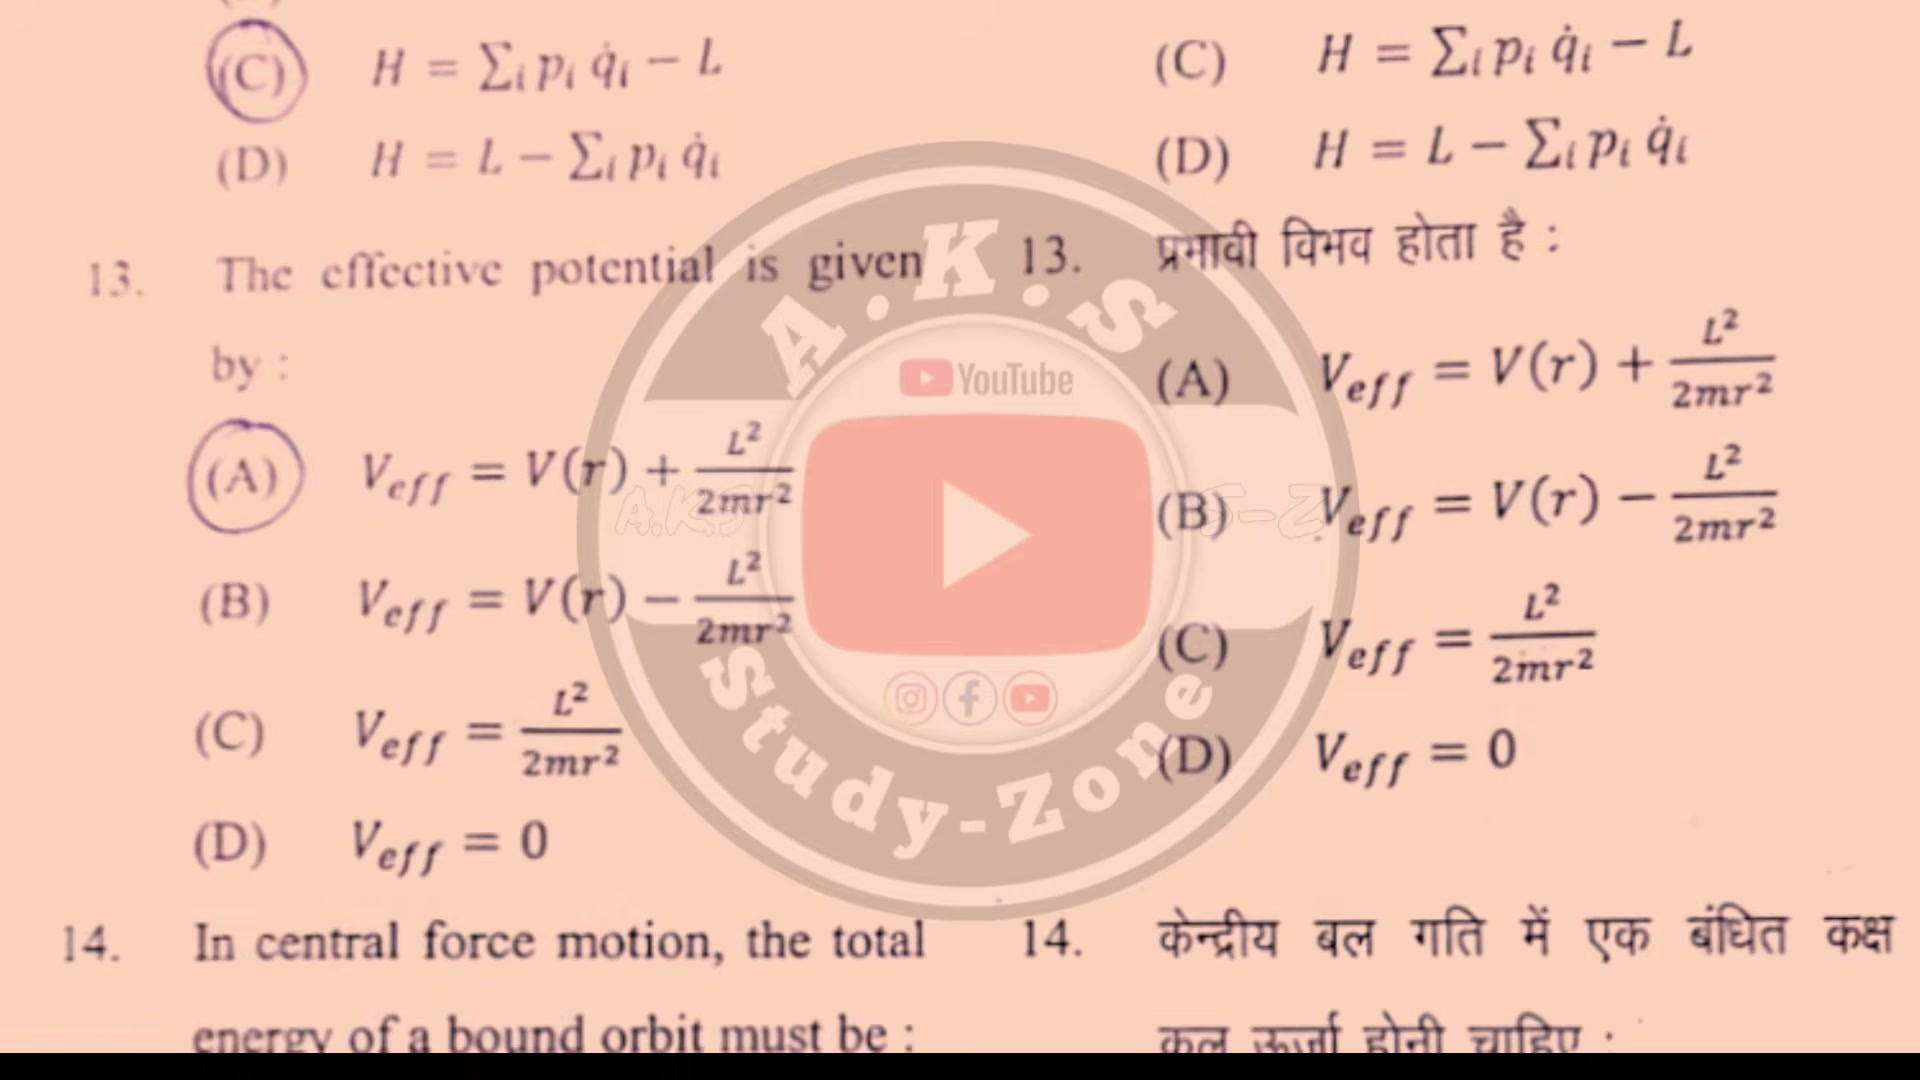 (C) H = ∑ᵢ pᵢ q̇ᵢ − L
(D) H = L − ∑ᵢ pᵢ q̇ᵢ
13. The effective potential is given
by :
(A) V_eff = V(r) + L²/2mr²
(B) V_eff = V(r) − L²/2mr²
(C) V_eff = L²/2mr²
(D) V_eff = 0
14. In central force motion, the total
energy of a bound orbit must be :
(C) H = ∑ᵢ pᵢ q̇ᵢ − L
(D) H = L − ∑ᵢ pᵢ q̇ᵢ
13. प्रभावी विभव होता है :
(A) V_eff = V(r) + L²/2mr²
(B) V_eff = V(r) − L²/2mr²
(C) V_eff = L²/2mr²
(D) V_eff = 0
14. केन्द्रीय बल गति में एक बंधित कक्ष
कुल ऊर्जा होनी चाहिए :
A.K.S
YouTube
A.K.S S-Z
Study-Zone